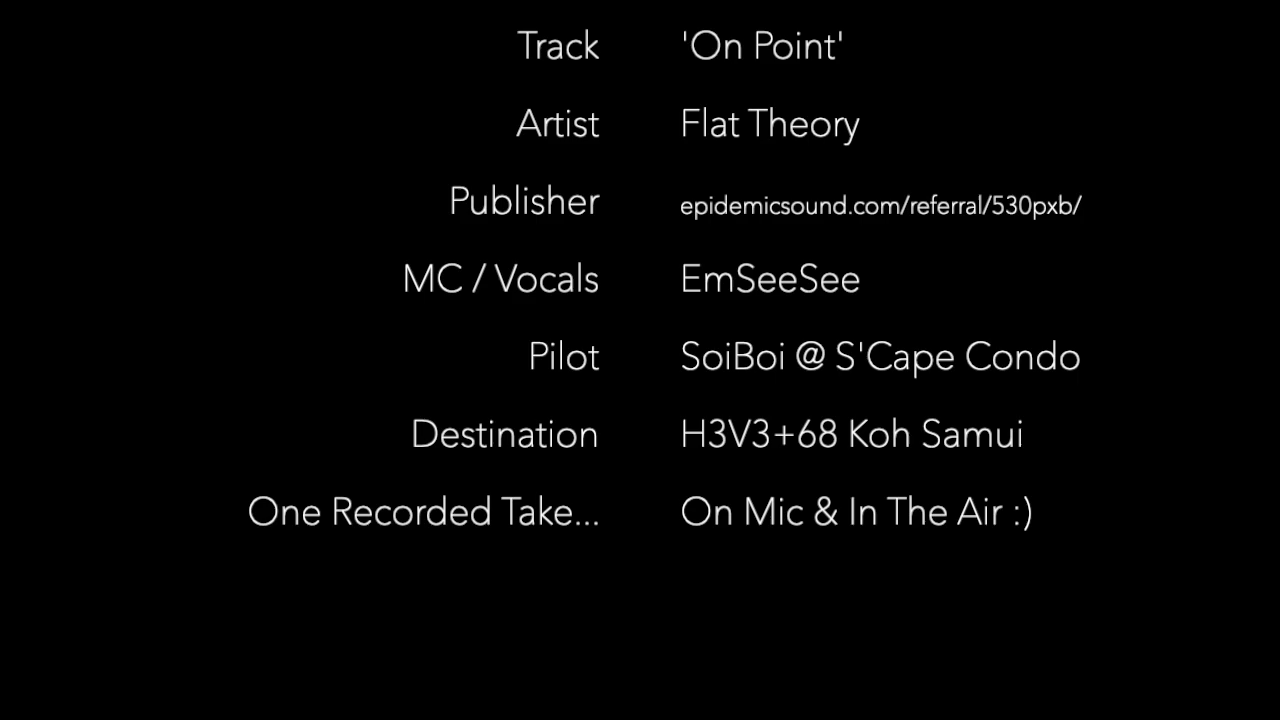 Track 'On Point'
Artist Flat Theory
Publisher epidemicsound.com/referral/530pxb/
MC / Vocals EmSeeSee
Pilot SoiBoi @ S'Cape Condo
Destination H3V3+68 Koh Samui
One Recorded Take... On Mic & In The Air :)